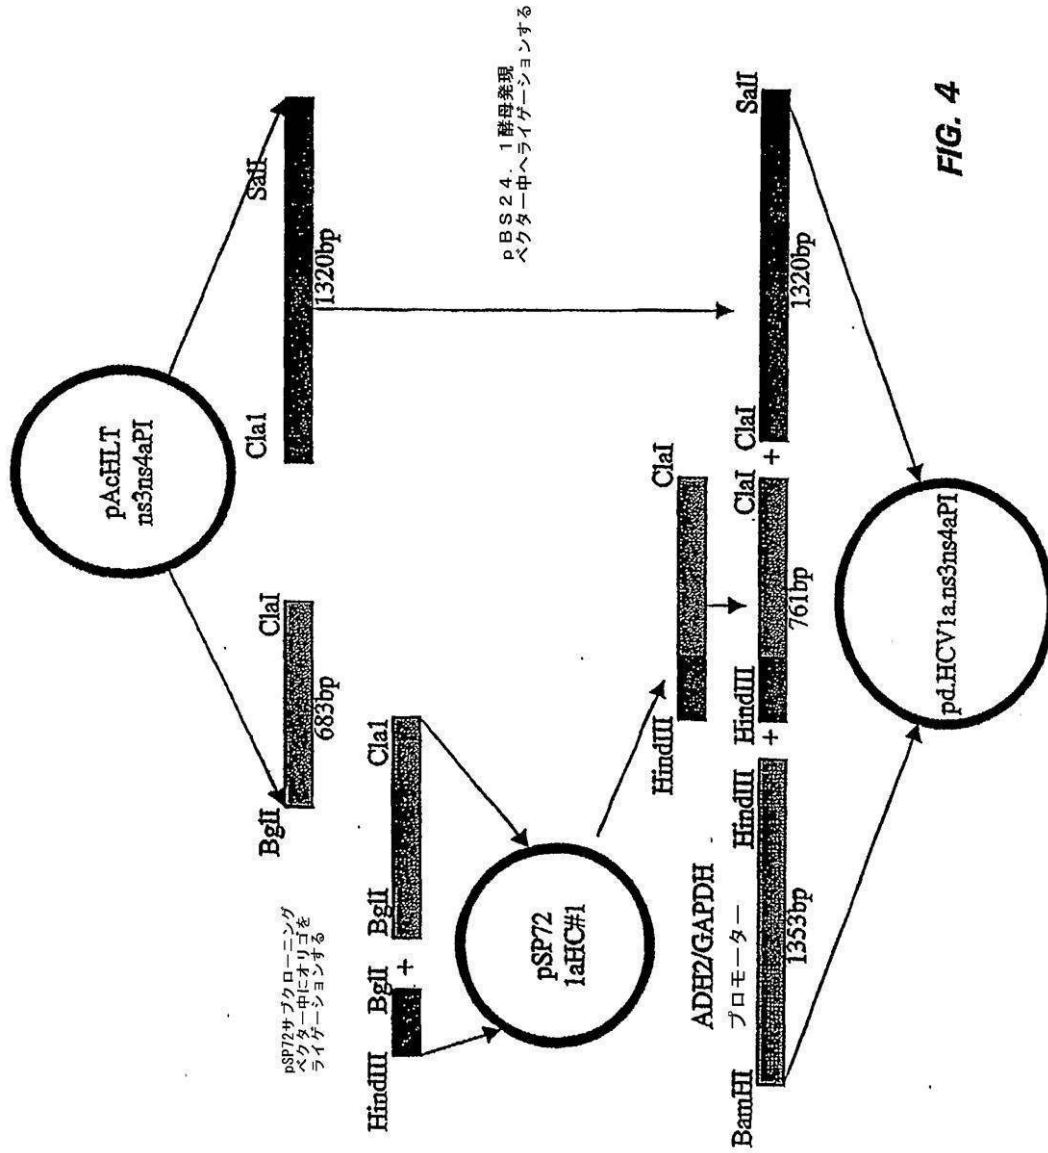 pAcHLT
ns3ns4aPI
BglI
ClaI
683bp
Cla1
SalI
1320bp
pSP72サブクローニング
ベクター中にオリゴを
ライゲーションする
HindIII
BglI
+
BglI
Cla1
pBS24.1酵母発現
ベクター中へライゲーションする
pSP72
1aHC#1
HindIII
ClaI
ADH2/GAPDH
プロモーター
BamHI
HindIII
1353bp
+
HindIII
ClaI
761bp
+
ClaI
SalI
1320bp
pd.HCV1a.ns3ns4aPI
FIG. 4